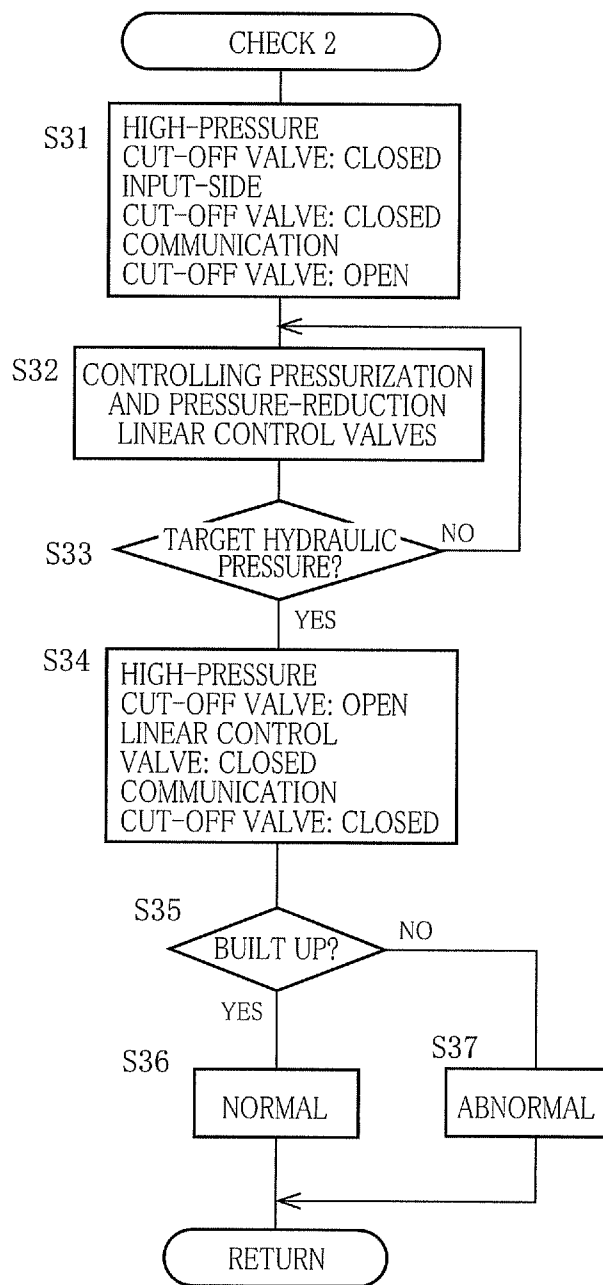 CHECK 2
S31
HIGH-PRESSURE
CUT-OFF VALVE: CLOSED
INPUT-SIDE
CUT-OFF VALVE: CLOSED
COMMUNICATION
CUT-OFF VALVE: OPEN
S32
CONTROLLING PRESSURIZATION
AND PRESSURE-REDUCTION
LINEAR CONTROL VALVES
S33
TARGET HYDRAULIC
PRESSURE?
NO
YES
S34
HIGH-PRESSURE
CUT-OFF VALVE: OPEN
LINEAR CONTROL
VALVE: CLOSED
COMMUNICATION
CUT-OFF VALVE: CLOSED
S35
BUILT UP?
NO
YES
S36
NORMAL
S37
ABNORMAL
RETURN